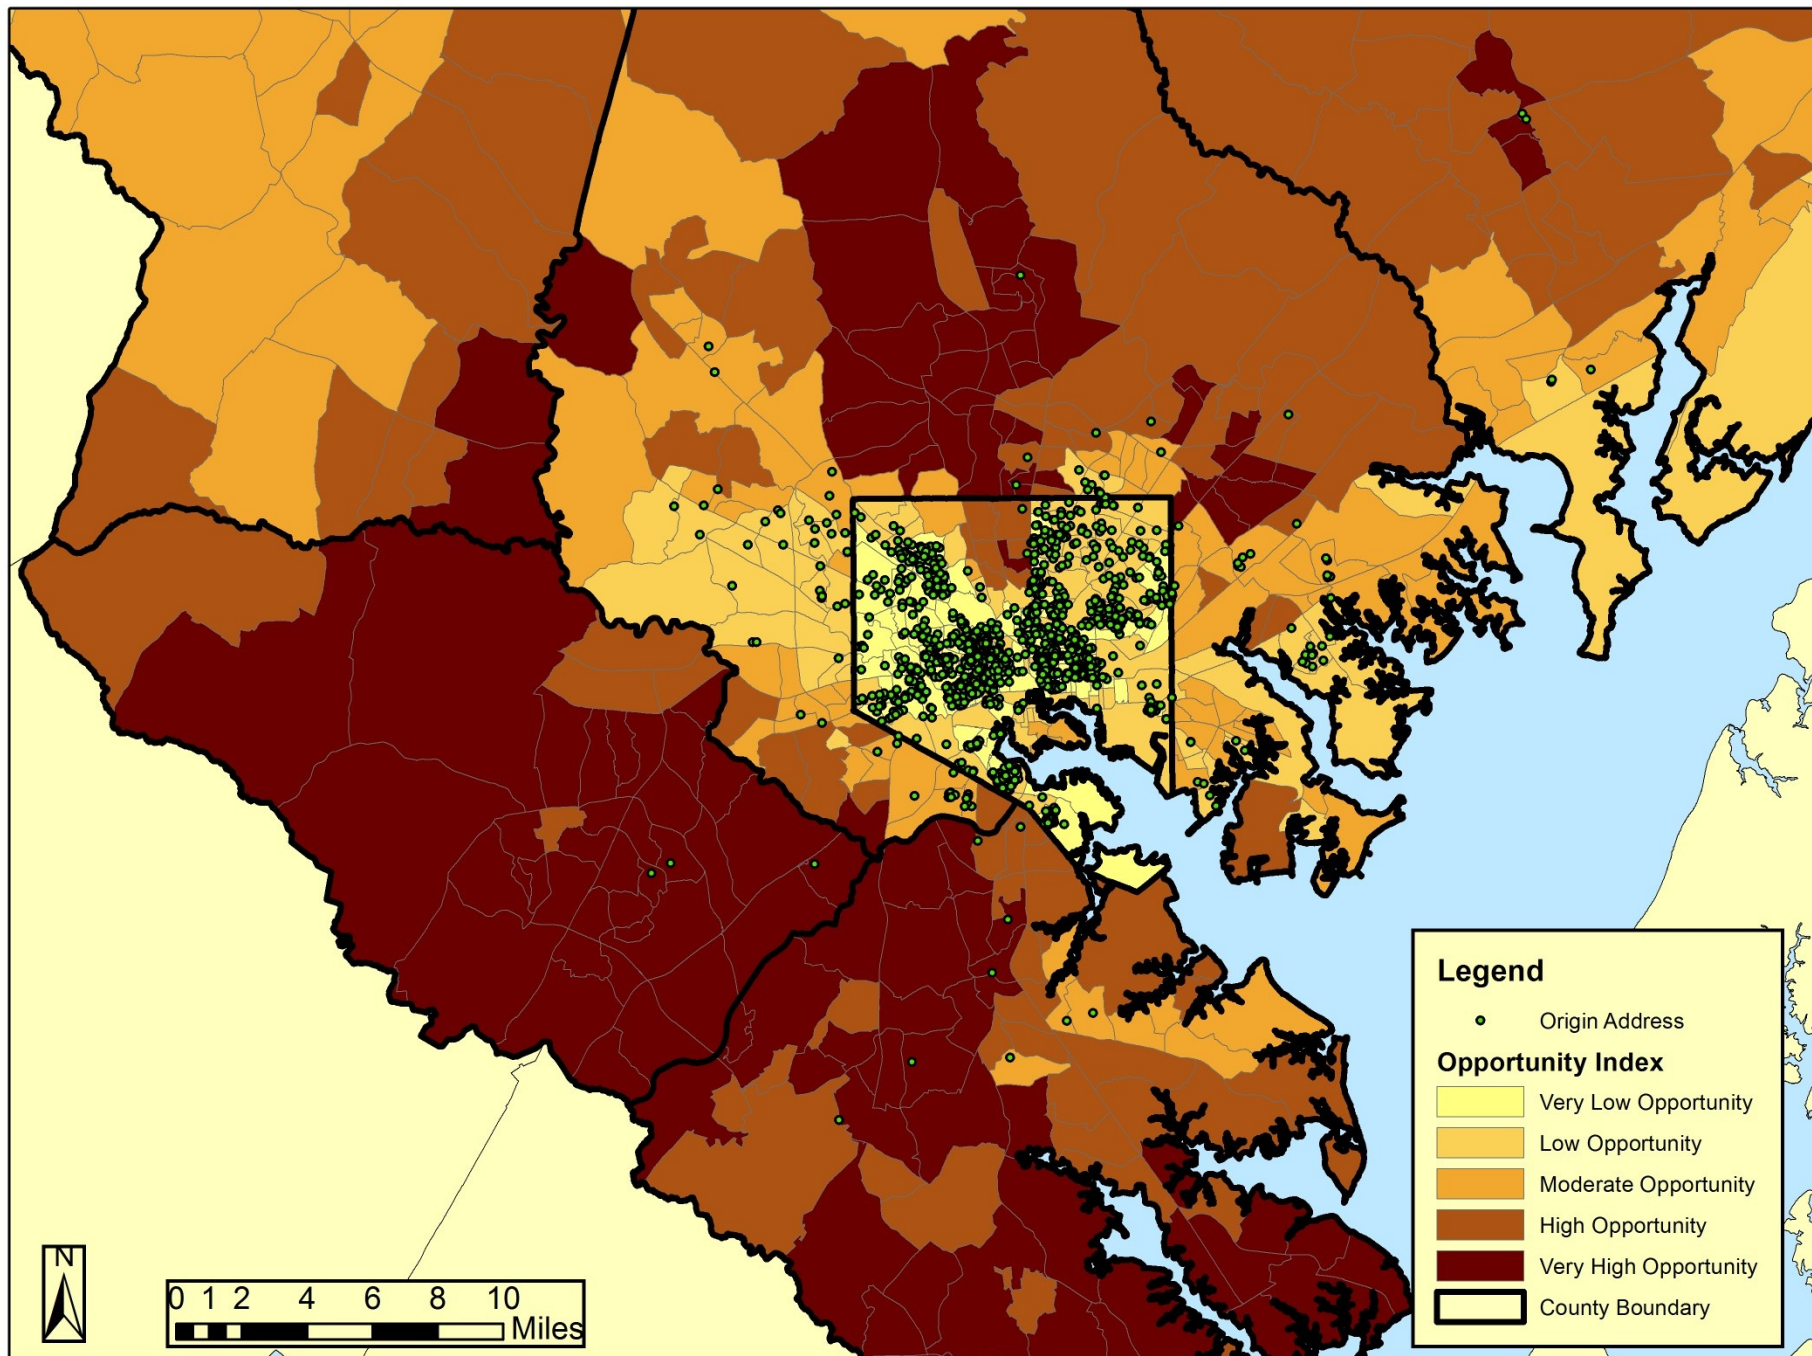 Legend
Origin Address
Opportunity Index
Very Low Opportunity
Low Opportunity
Moderate Opportunity
High Opportunity
Very High Opportunity
County Boundary
N
0 1 2 4 6 8 10
Miles